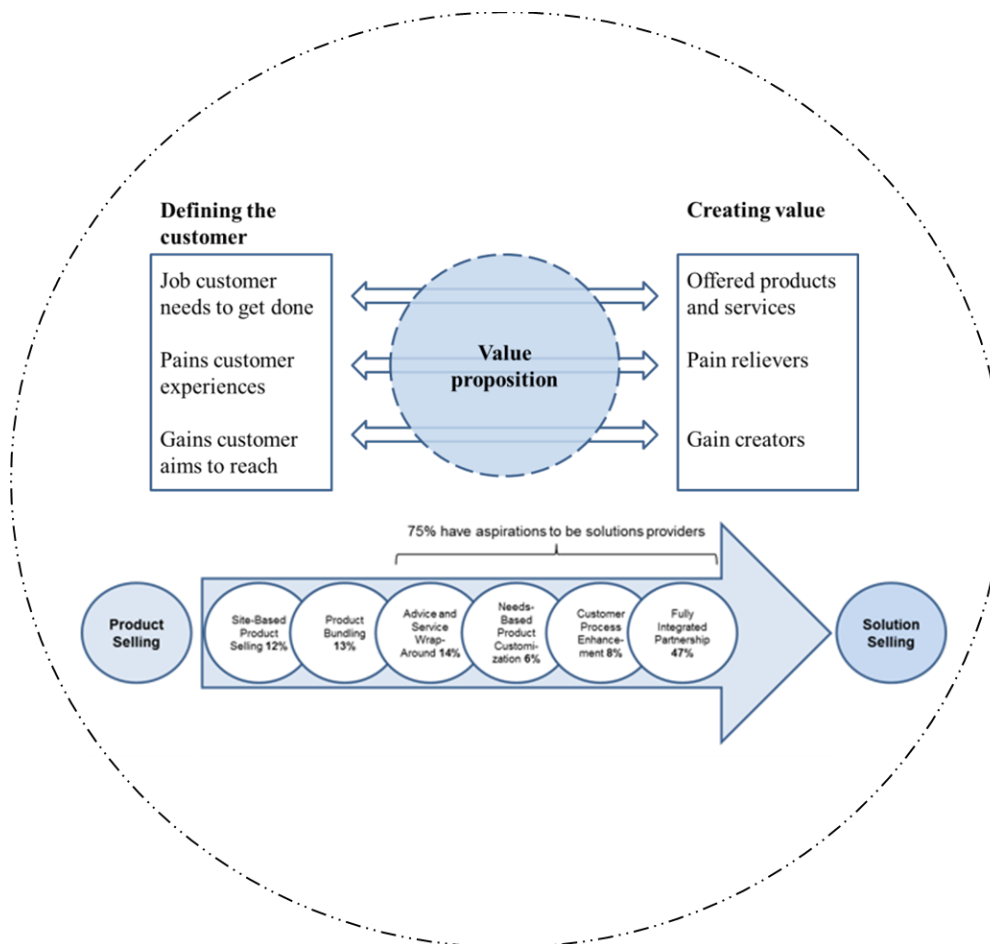 Defining the
customer
Creating value
Job customer
needs to get done
Pains customer
experiences
Gains customer
aims to reach
Value
proposition
Offered products
and services
Pain relievers
Gain creators
75% have aspirations to be solutions providers
Product
Selling
Site-Based
Product
Selling 12%
Product
Bundling
13%
Advice and
Service
Wrap-
Around 14%
Needs-
Based
Product
Customi-
zation 6%
Customer
Process
Enhance-
ment 8%
Fully
Integrated
Partnership
47%
Solution
Selling